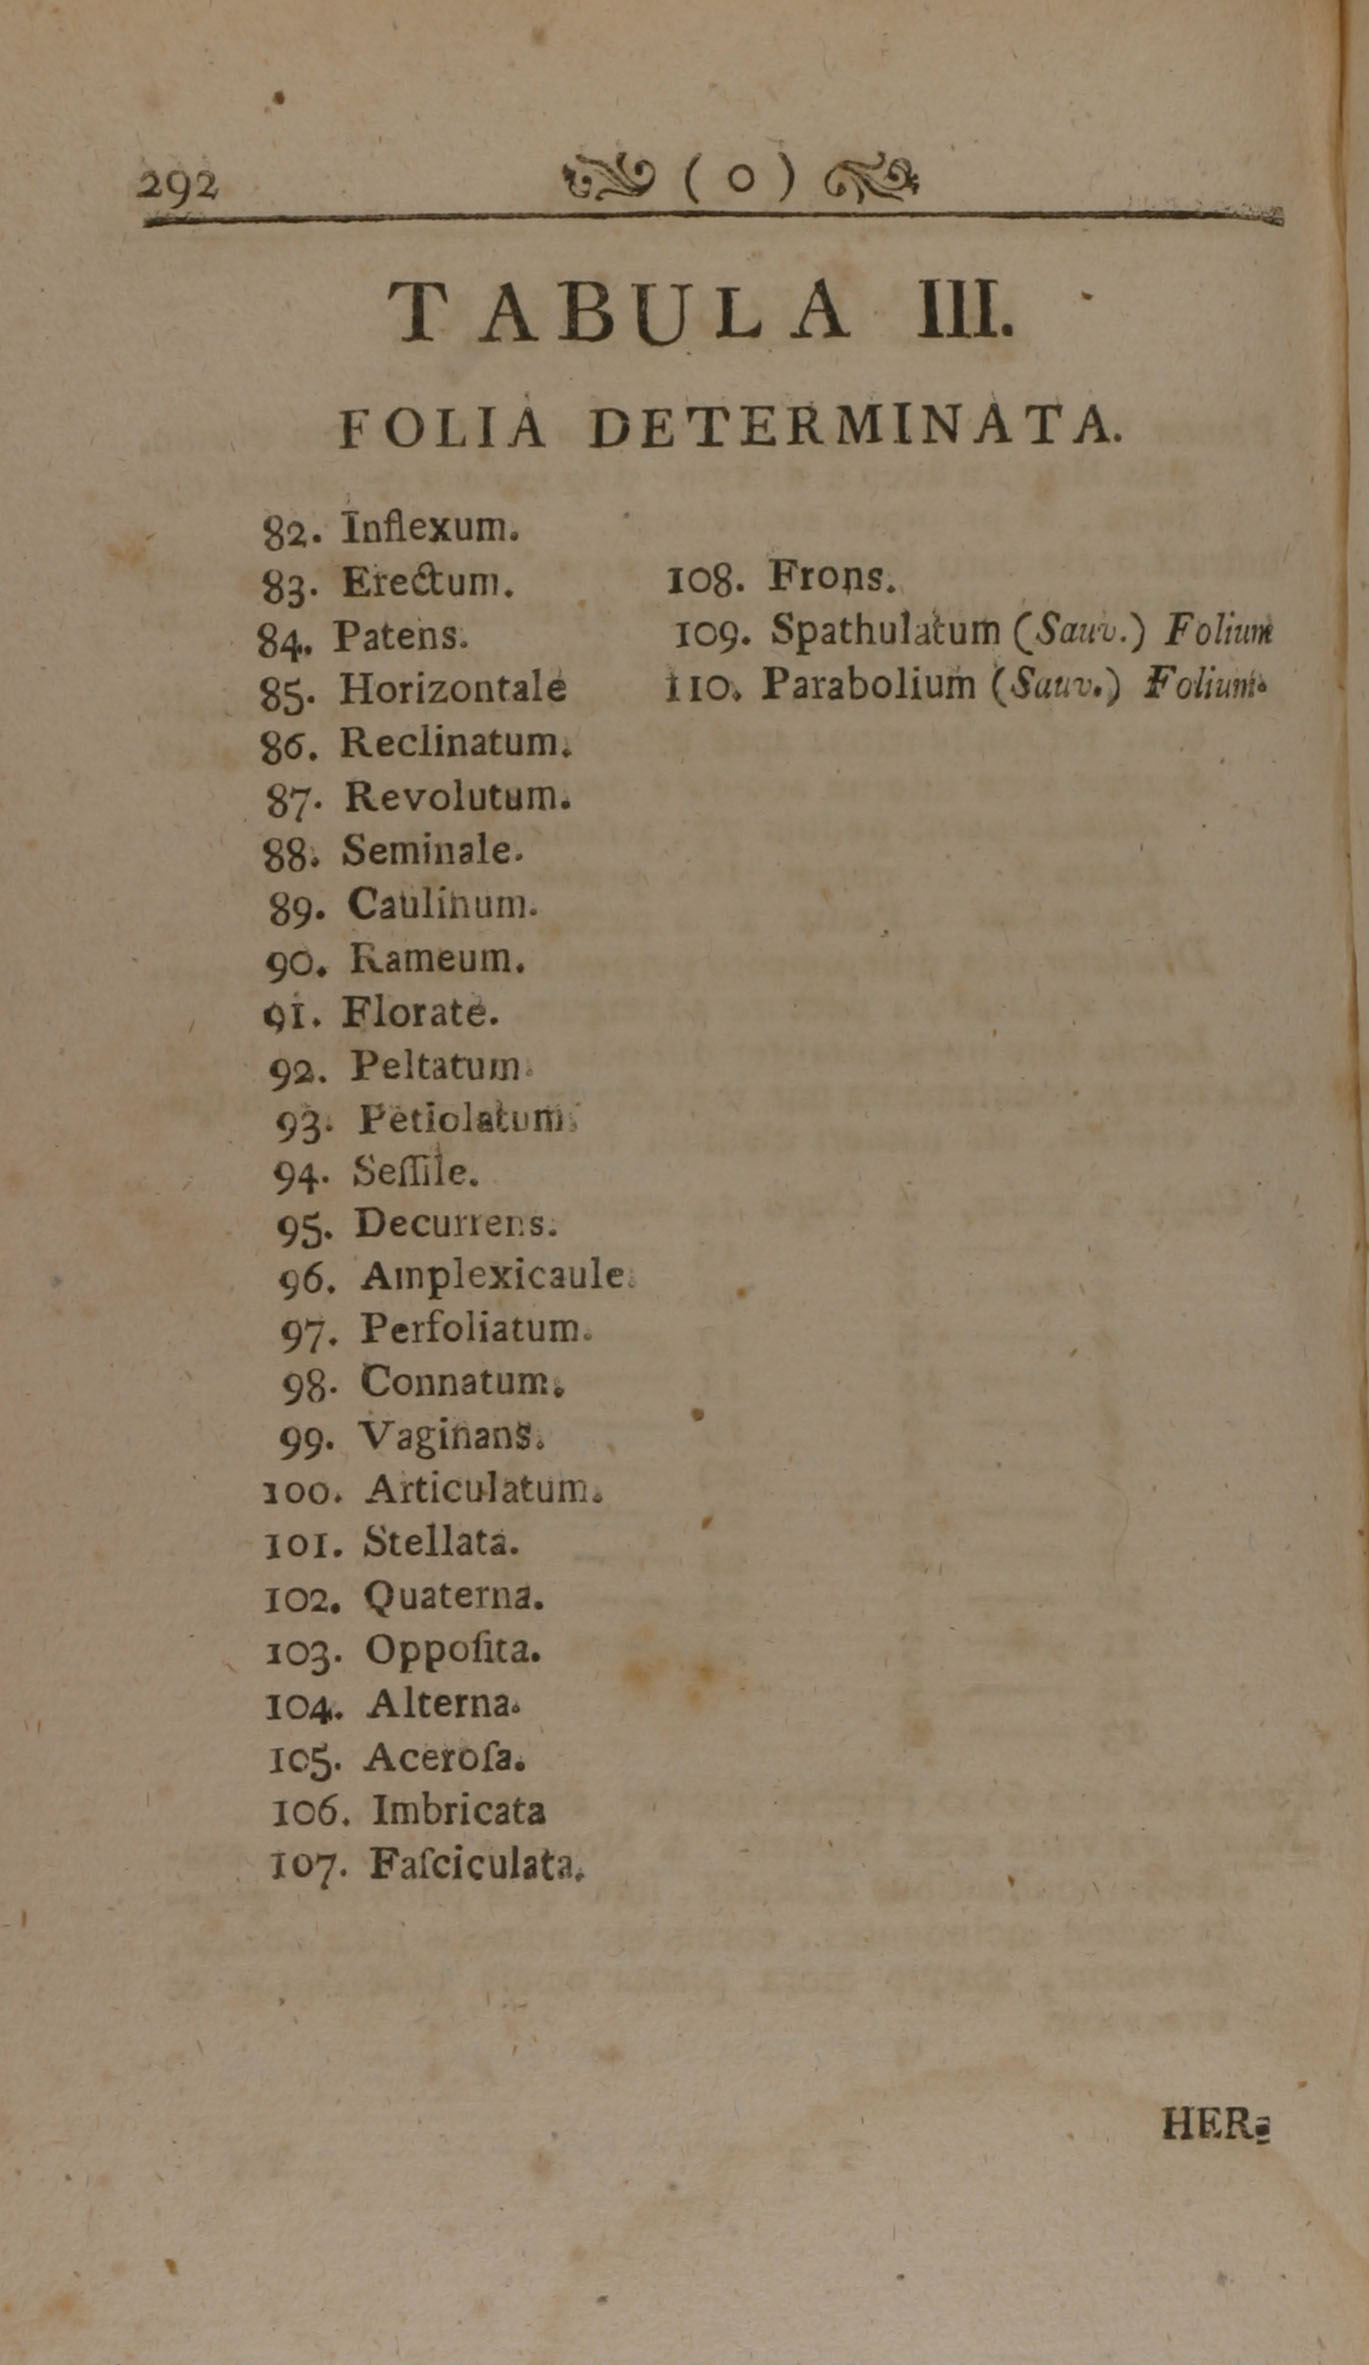 292 ( 0 )
TABULA III.
FOLIA DETERMINATA.
82. Inflexum.
83. Erectum.
84. Patens.
85. Horizontale
86. Reclinatum.
87. Revolutum.
88. Seminale.
89. Caulinum.
90. Rameum.
91. Florate.
92. Peltatum.
93. Petiolatum.
94. Seſſile.
95. Decurrens.
96. Amplexicaule.
97. Perfoliatum.
98. Connatum.
99. Vaginans.
100. Articulatum.
101. Stellata.
102. Quaterna.
103. Oppoſita.
104. Alterna.
105. Aceroſa.
106. Imbricata
107. Faſciculata.
108. Frons.
109. Spathulatum (Sauv.) Folium
110. Parabolium (Sauv.) Folium.
HER-